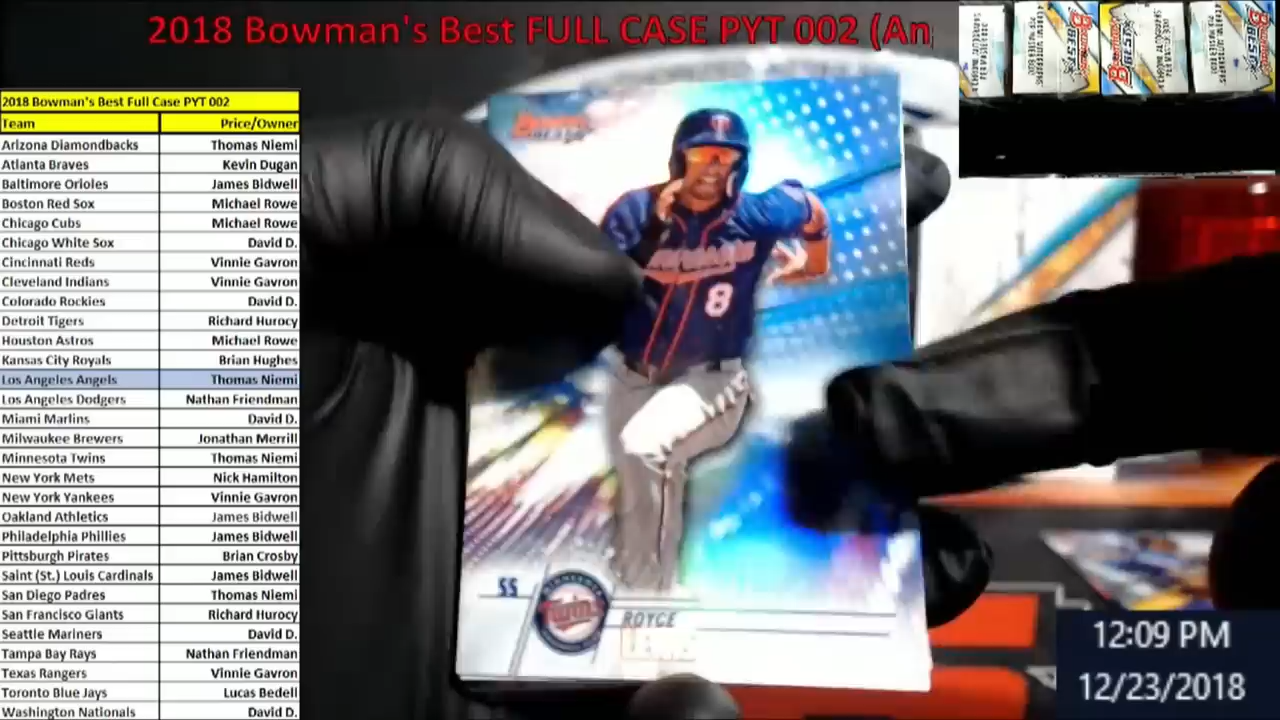 2018 Bowman's Best FULL CASE PYT 002 (An
2018 Bowman's Best Full Case PYT 002
Team Price/Owner
Arizona Diamondbacks Thomas Niemi
Atlanta Braves Kevin Dugan
Baltimore Orioles James Bidwell
Boston Red Sox Michael Rowe
Chicago Cubs Michael Rowe
Chicago White Sox David D.
Cincinnati Reds Vinnie Gavron
Cleveland Indians Vinnie Gavron
Colorado Rockies David D.
Detroit Tigers Richard Hurocy
Houston Astros Michael Rowe
Kansas City Royals Brian Hughes
Los Angeles Angels Thomas Niemi
Los Angeles Dodgers Nathan Friendman
Miami Marlins David D.
Milwaukee Brewers Jonathan Merrill
Minnesota Twins Thomas Niemi
New York Mets Nick Hamilton
New York Yankees Vinnie Gavron
Oakland Athletics James Bidwell
Philadelphia Phillies James Bidwell
Pittsburgh Pirates Brian Crosby
Saint (St.) Louis Cardinals James Bidwell
San Diego Padres Thomas Niemi
San Francisco Giants Richard Hurocy
Seattle Mariners David D.
Tampa Bay Rays Nathan Friendman
Texas Rangers Vinnie Gavron
Toronto Blue Jays Lucas Bedell
Washington Nationals David D.
8
SS
Twins
ROYCE
LEWIS
12:09 PM
12/23/2018